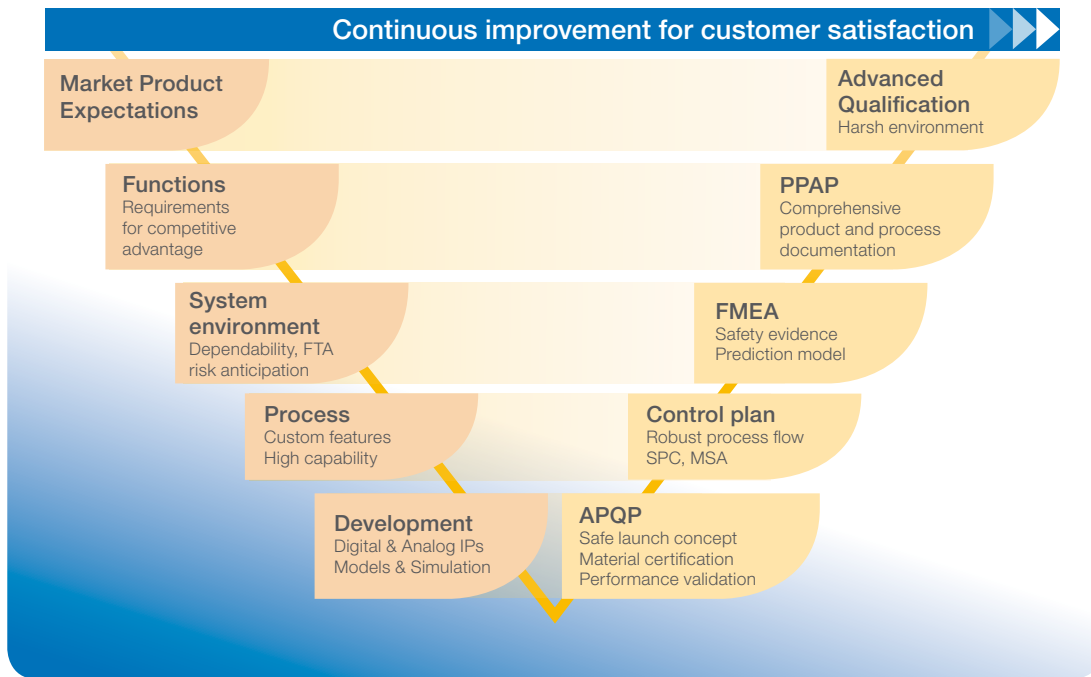 Continuous improvement for customer satisfaction
Market Product
Expectations
Advanced
Qualification
Harsh environment
Functions
Requirements
for competitive
advantage
PPAP
Comprehensive
product and process
documentation
System
environment
Dependability, FTA
risk anticipation
FMEA
Safety evidence
Prediction model
Process
Custom features
High capability
Control plan
Robust process flow
SPC, MSA
Development
Digital & Analog IPs
Models & Simulation
APQP
Safe launch concept
Material certification
Performance validation